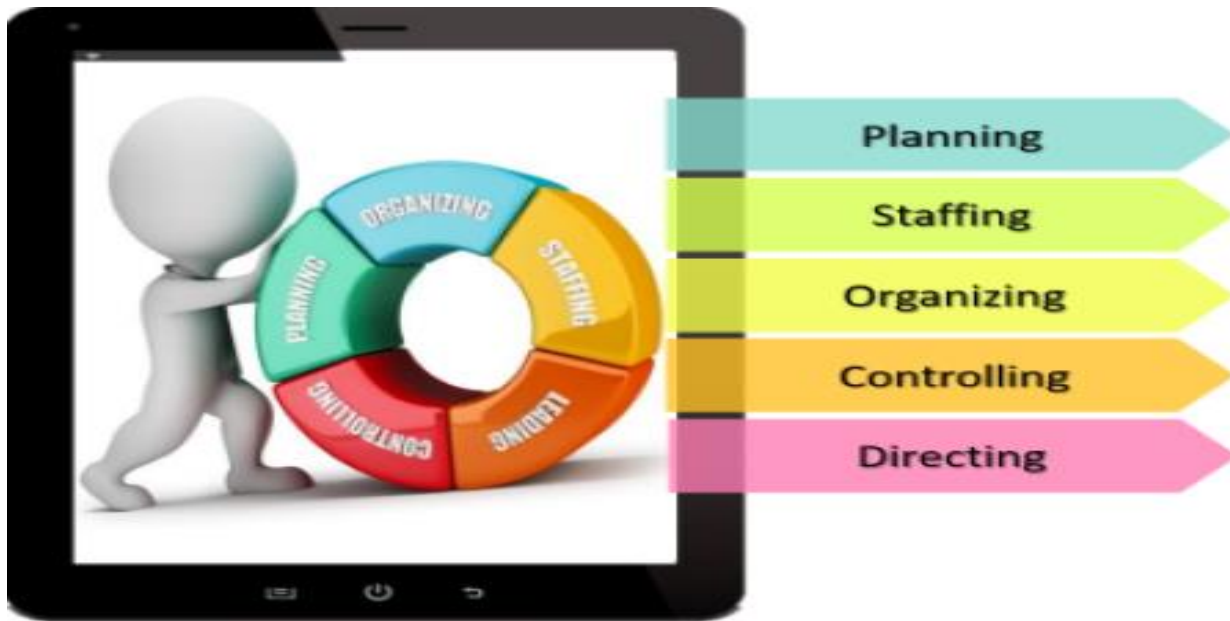 ORGANIZING
PLANNING
STAFFING
CONTROLLING
LEADING
Planning
Staffing
Organizing
Controlling
Directing